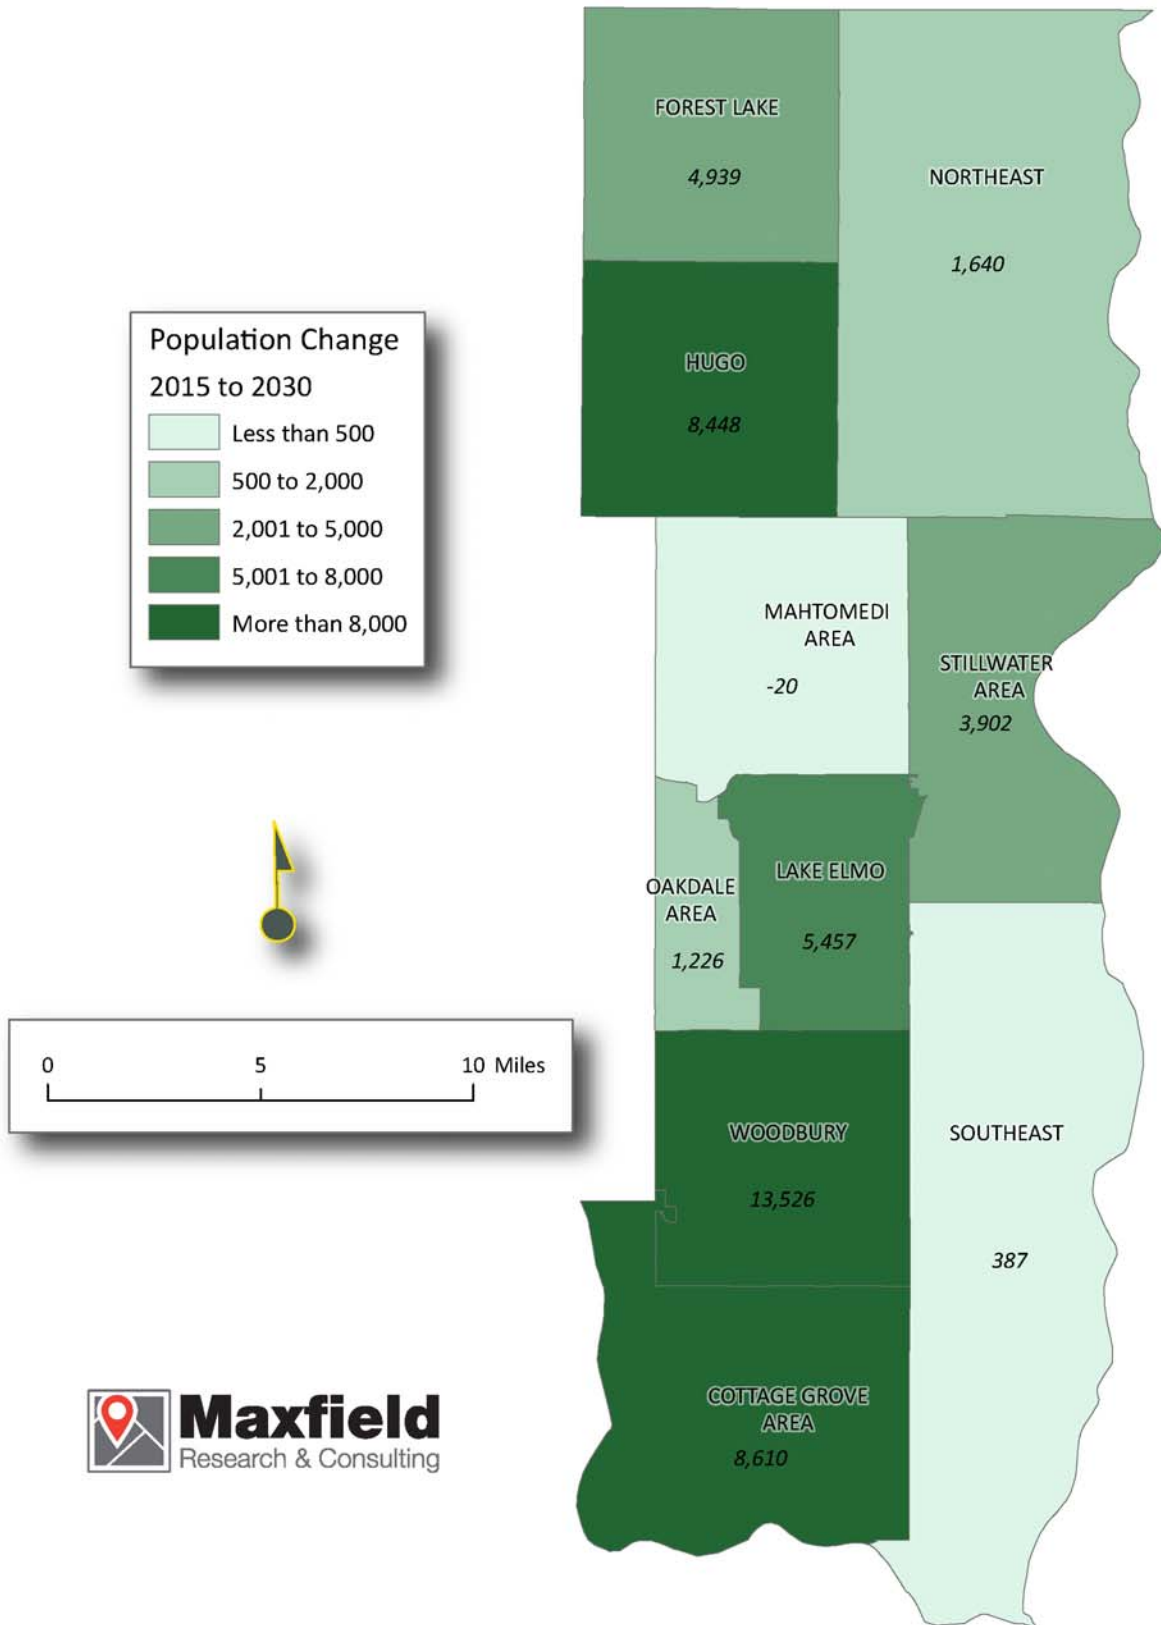 FOREST LAKE
4,939
NORTHEAST
1,640
HUGO
8,448
Population Change
2015 to 2030
Less than 500
500 to 2,000
2,001 to 5,000
5,001 to 8,000
More than 8,000
MAHTOMEDI
AREA
-20
STILLWATER
AREA
3,902
OAKDALE
AREA
1,226
LAKE ELMO
5,457
0 5 10 Miles
WOODBURY
13,526
SOUTHEAST
387
COTTAGE GROVE
AREA
8,610
Maxfield
Research & Consulting